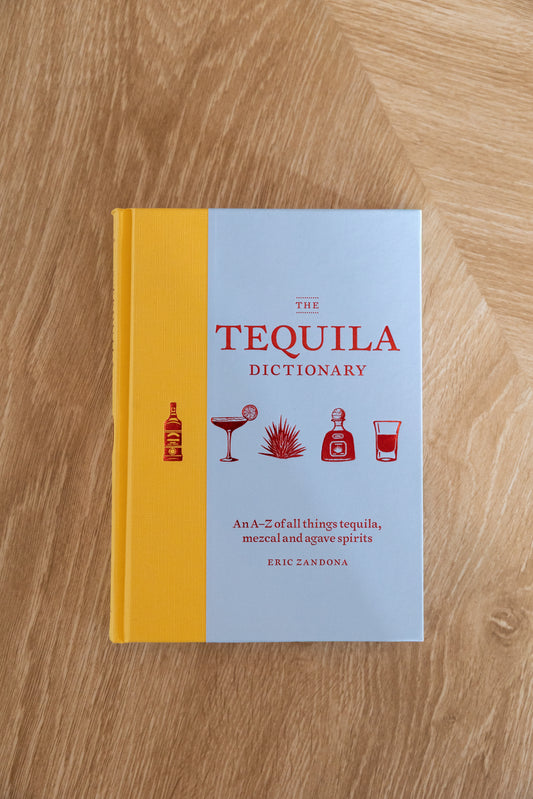 THE
TEQUILA
DICTIONARY
An A–Z of all things tequila,
mezcal and agave spirits
ERIC ZANDONA